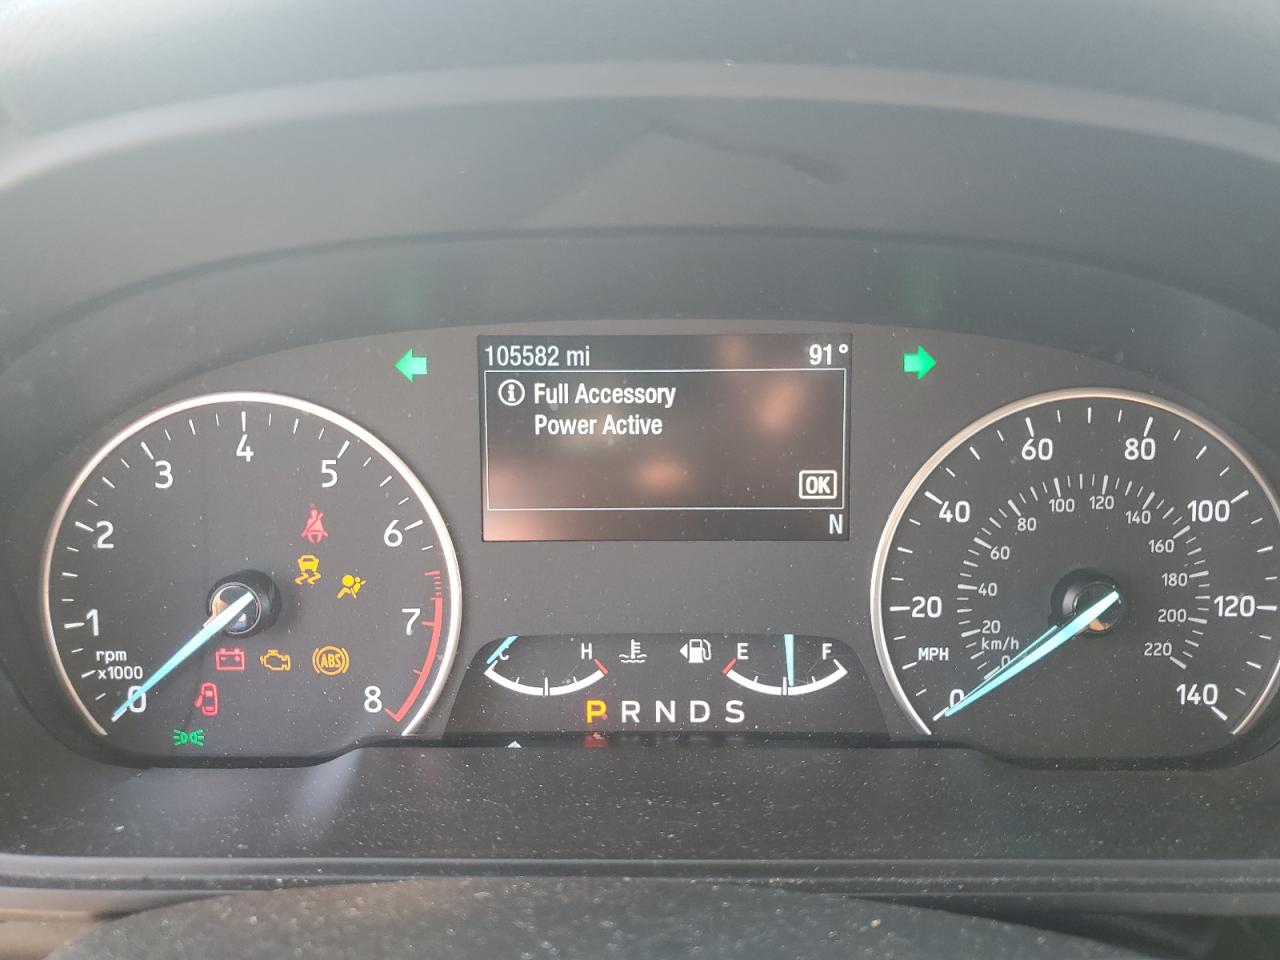 105582 mi 91°
Full Accessory
Power Active
OK
N
0 1 2 3 4 5 6 7 8
rpm
x1000
ABS
C H
E F
P R N D S
0 20 40 60 80 100 120 140
MPH
0 20 40 60 80 100 120 140 160 180 200 220
km/h